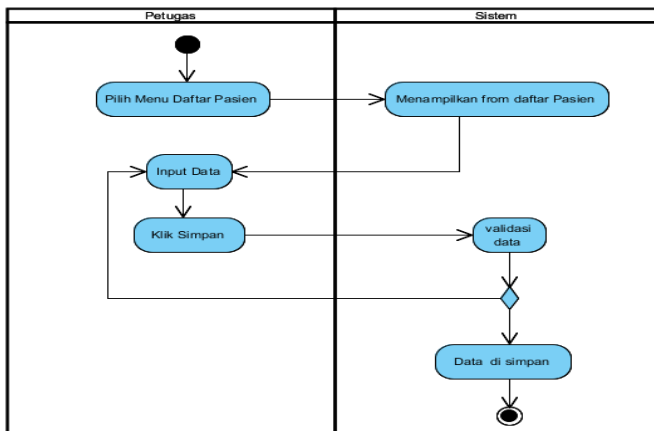 Petugas
Sistem
Pilih Menu Daftar Pasien
Menampilkan from daftar Pasien
Input Data
Klik Simpan
validasi
data
Data di simpan